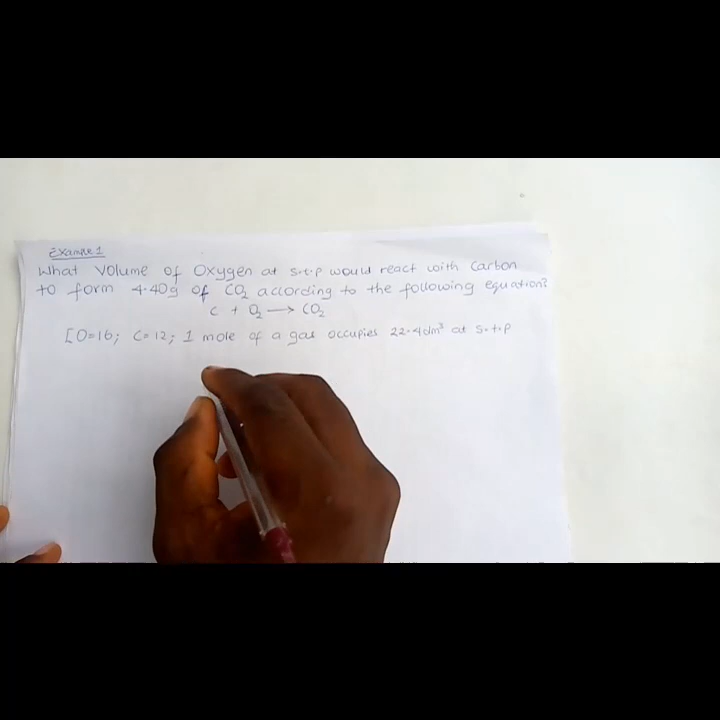 Example 1
What Volume of Oxygen at s.t.p would react with Carbon
to form 4.40g of CO₂ according to the following equation?
C + O₂ → CO₂
[O=16; C=12; 1 mole of a gas occupies 22.4dm³ at s.t.p